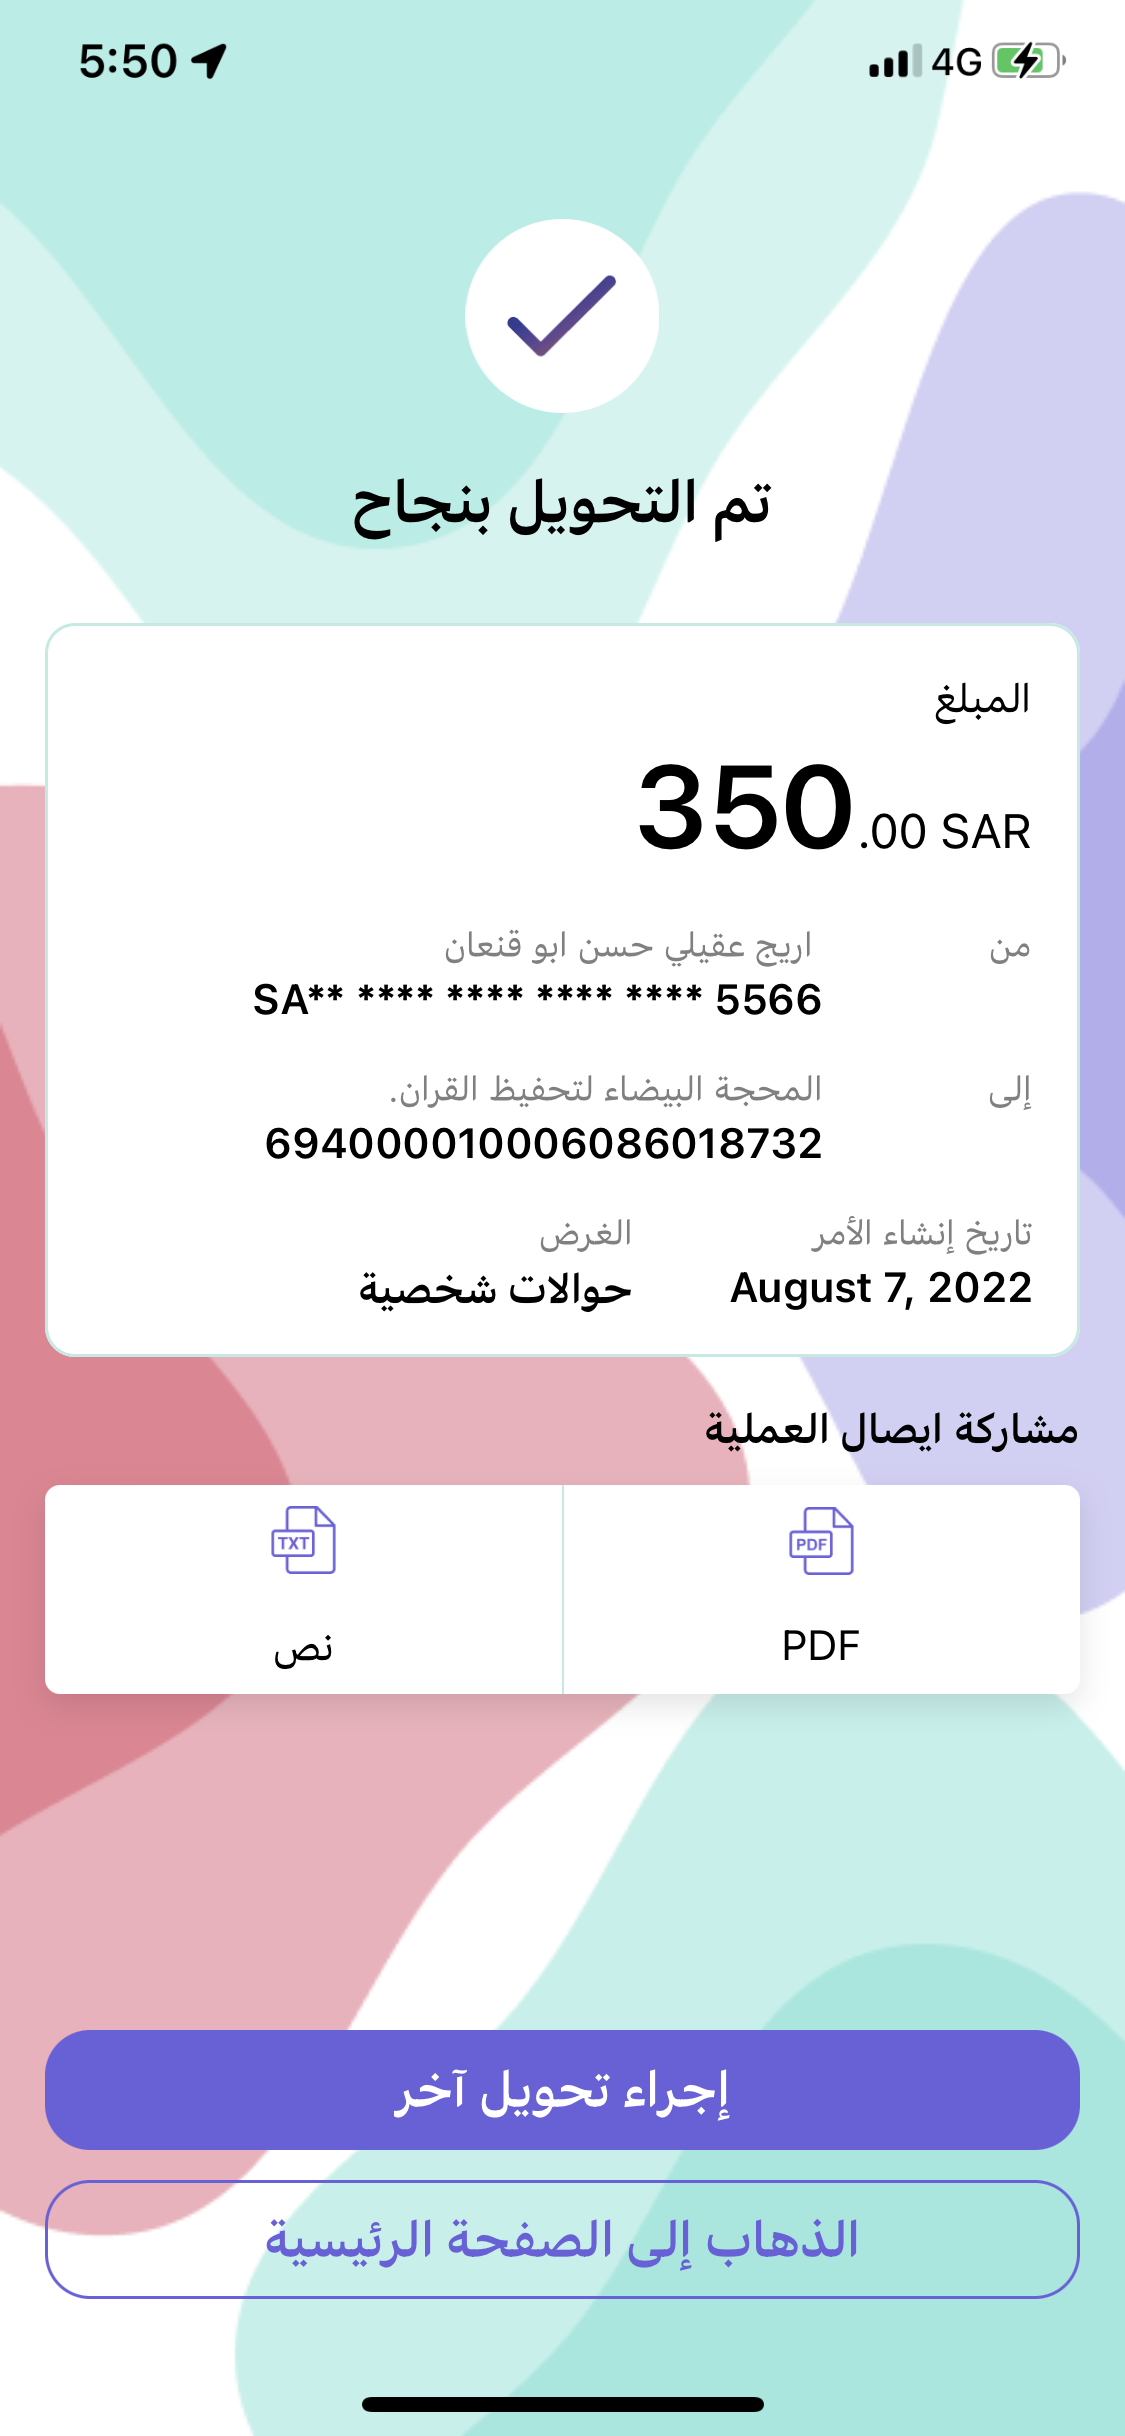 5:50
4G
تم التحويل بنجاح
المبلغ
350.00 SAR
من
اريج عقيلي حسن ابو قنعان
SA** **** **** **** **** 5566
إلى
المحجة البيضاء لتحفيظ القران.
694000010006086018732
تاريخ إنشاء الأمر
الغرض
August 7, 2022
حوالات شخصية
مشاركة ايصال العملية
PDF
TXT
PDF
نص
إجراء تحويل آخر
الذهاب إلى الصفحة الرئيسية